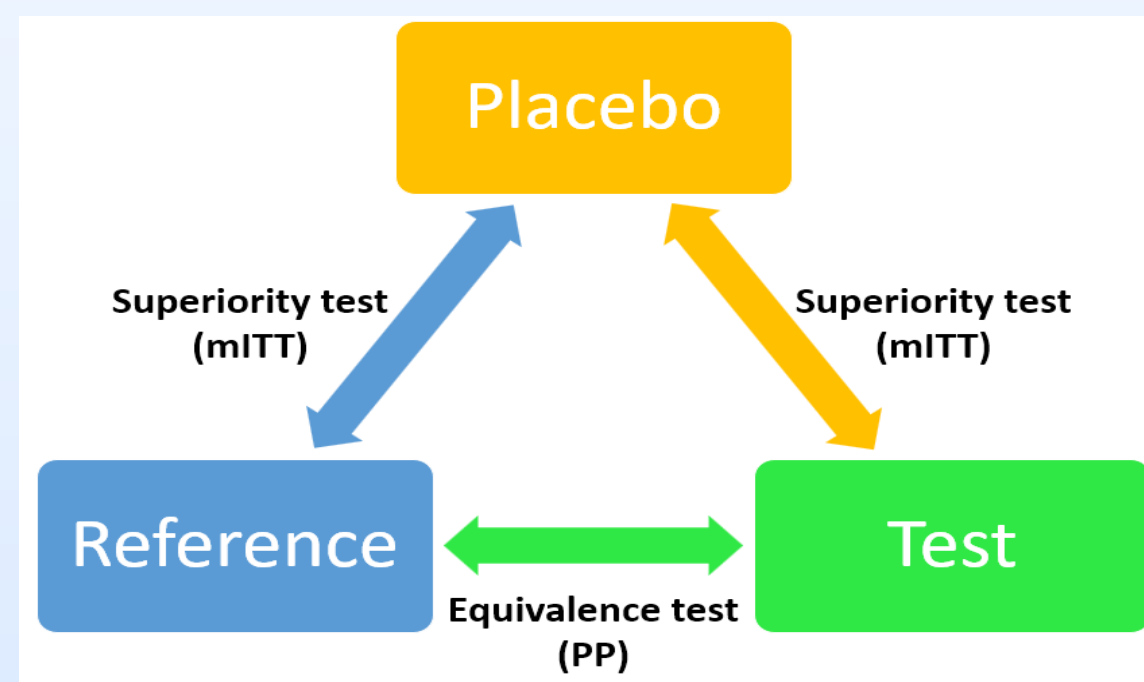 Placebo
Superiority test
(mITT)
Superiority test
(mITT)
Reference
Test
Equivalence test
(PP)